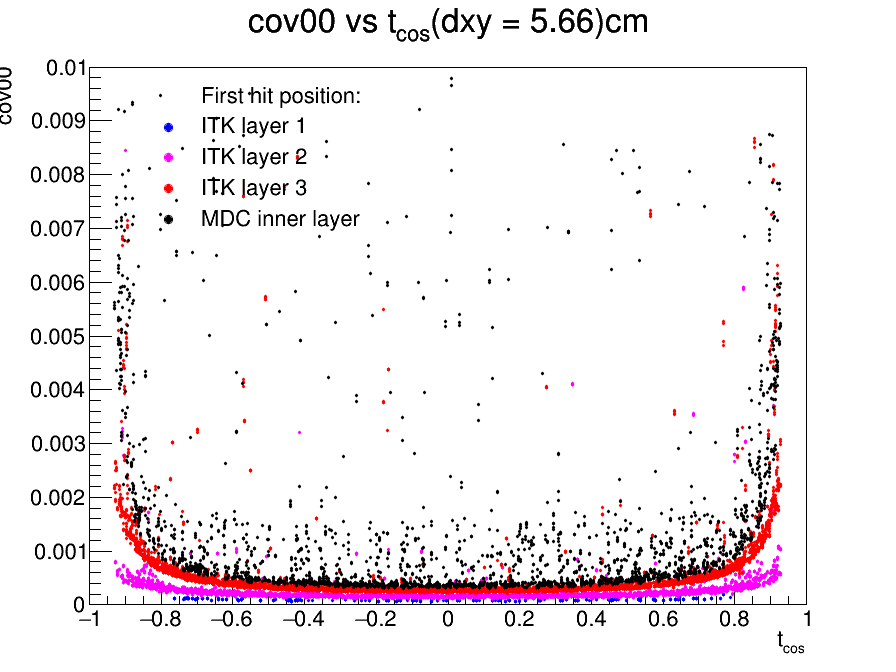 cov00 vs t_cos(dxy = 5.66)cm
cov00
0.01
0.009
0.008
0.007
0.006
0.005
0.004
0.003
0.002
0.001
0
First hit position:
ITK layer 1
ITK layer 2
ITK layer 3
MDC inner layer
−1 −0.8 −0.6 −0.4 −0.2 0 0.2 0.4 0.6 0.8 1
t_cos